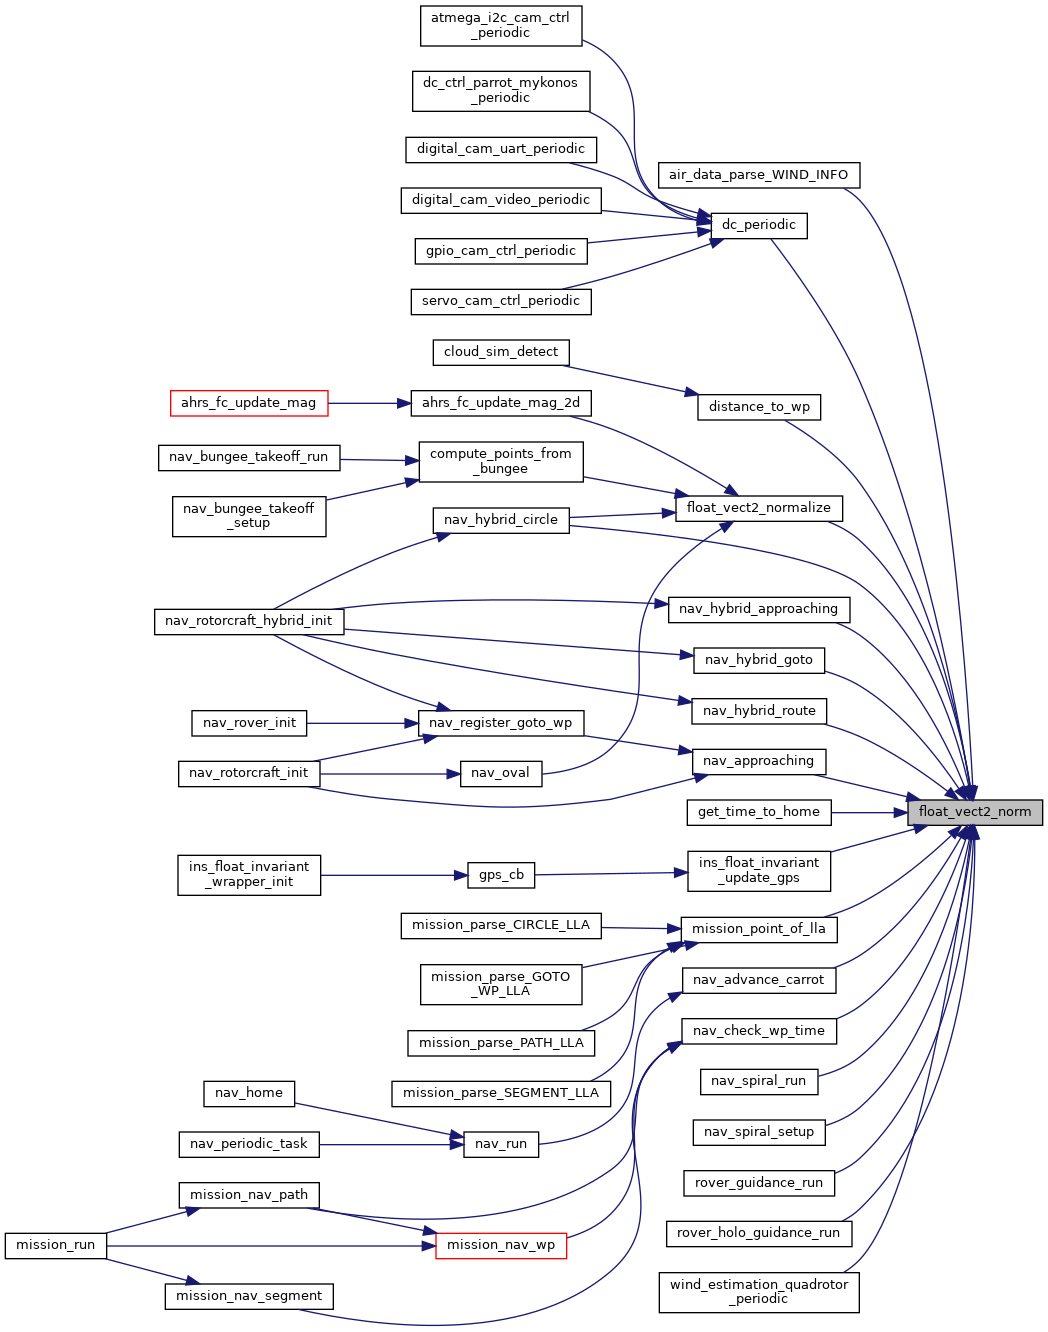 atmega_i2c_cam_ctrl
_periodic
dc_ctrl_parrot_mykonos
_periodic
digital_cam_uart_periodic
air_data_parse_WIND_INFO
digital_cam_video_periodic
dc_periodic
gpio_cam_ctrl_periodic
servo_cam_ctrl_periodic
cloud_sim_detect
ahrs_fc_update_mag
ahrs_fc_update_mag_2d
distance_to_wp
nav_bungee_takeoff_run
compute_points_from
_bungee
nav_bungee_takeoff
_setup
float_vect2_normalize
nav_hybrid_circle
nav_hybrid_approaching
nav_rotorcraft_hybrid_init
nav_hybrid_goto
nav_hybrid_route
nav_rover_init
nav_register_goto_wp
nav_approaching
nav_rotorcraft_init
nav_oval
get_time_to_home
float_vect2_norm
ins_float_invariant
_wrapper_init
gps_cb
ins_float_invariant
_update_gps
mission_parse_CIRCLE_LLA
mission_point_of_lla
mission_parse_GOTO
_WP_LLA
nav_advance_carrot
mission_parse_PATH_LLA
nav_check_wp_time
nav_home
mission_parse_SEGMENT_LLA
nav_spiral_run
nav_periodic_task
nav_run
nav_spiral_setup
mission_nav_path
rover_guidance_run
mission_run
mission_nav_wp
rover_holo_guidance_run
mission_nav_segment
wind_estimation_quadrotor
_periodic